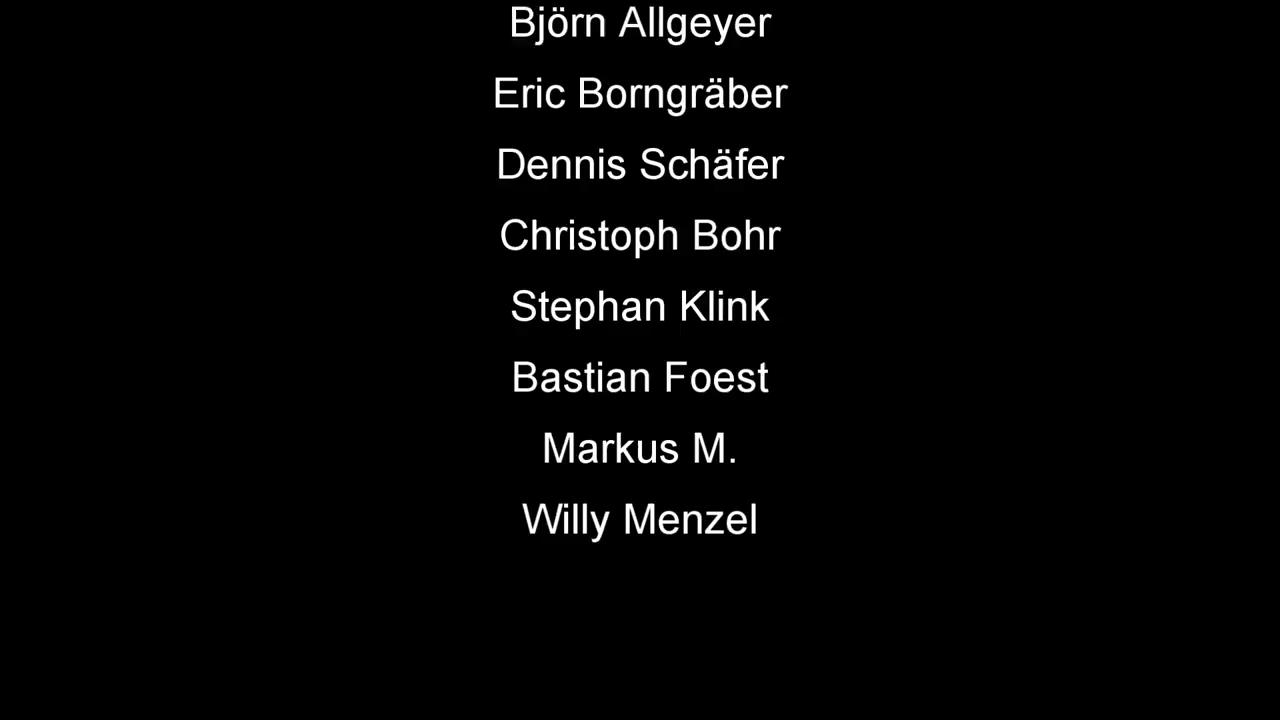 Björn Allgeyer
Eric Borngräber
Dennis Schäfer
Christoph Bohr
Stephan Klink
Bastian Foest
Markus M.
Willy Menzel